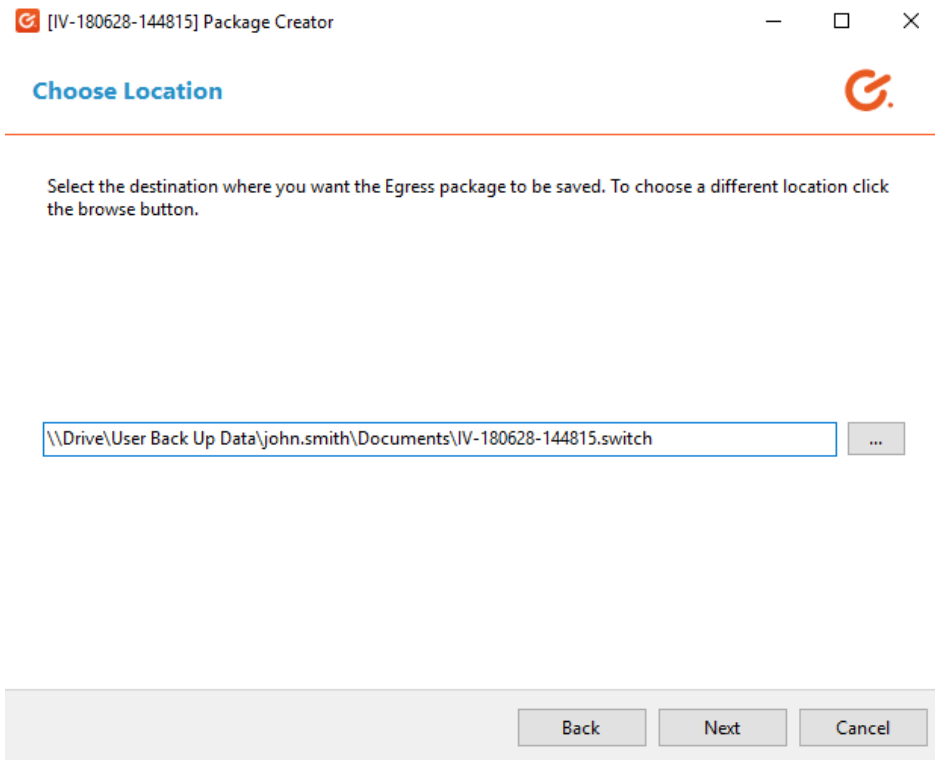 [IV-180628-144815] Package Creator
Choose Location
Select the destination where you want the Egress package to be saved. To choose a different location click
the browse button.
\\Drive\User Back Up Data\john.smith\Documents\IV-180628-144815.switch
...
Back
Next
Cancel